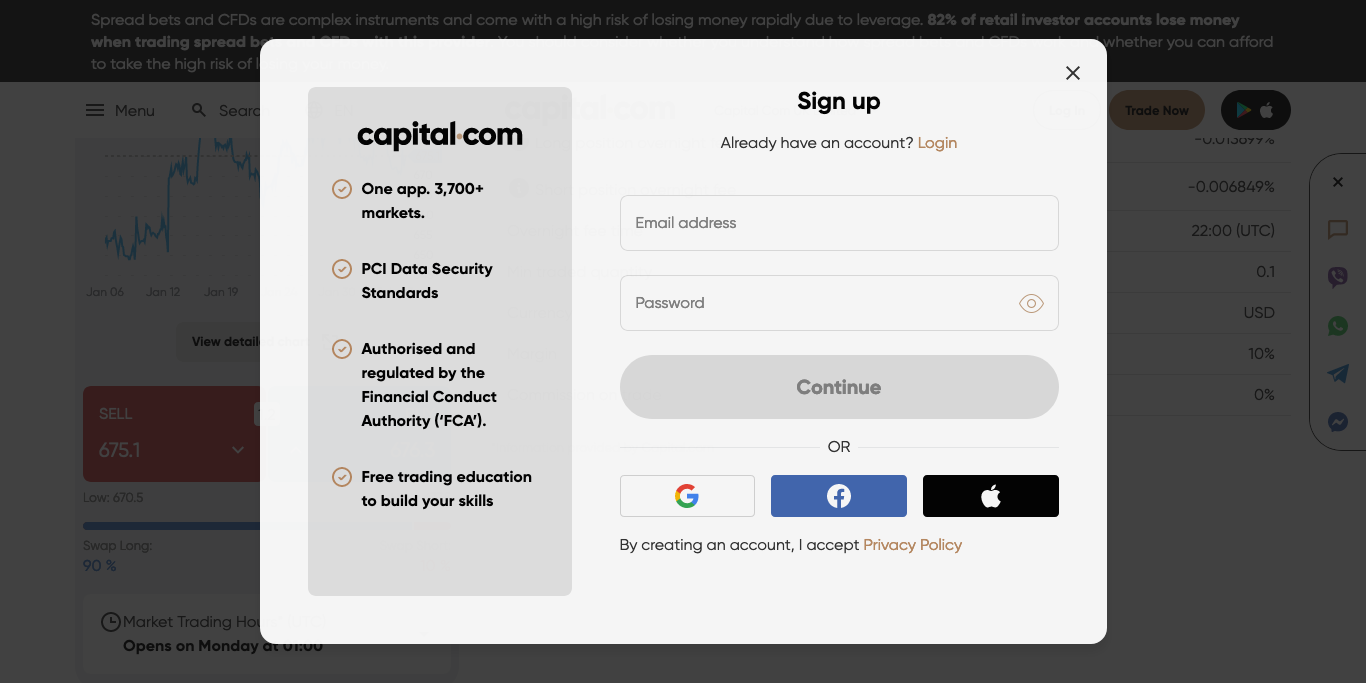 Spread bets and CFDs are complex instruments and come with a high risk of losing money rapidly due to leverage. 82% of retail investor accounts lose money
when trading spread bets and CFDs with this provider. You should consider whether you understand how spread bets and CFDs work and whether you can afford
to take the high risk of losing
Menu
capital.com
Trade Now
-0.013699%
-0.006849%
22:00 (UTC)
0.1
USD
10%
0%
Jan 06 Jan 12 Jan 19
View detailed
SELL
675.1
Low: 670.5
Swap Long:
90 %
Market Trading
Opens on Monday at 01:00
capital.com
One app. 3,700+
markets.
PCI Data Security
Standards
Authorised and
regulated by the
Financial Conduct
Authority (‘FCA’).
Free trading education
to build your skills
Sign up
Already have an account? Login
Email address
Password
Continue
OR
By creating an account, I accept Privacy Policy